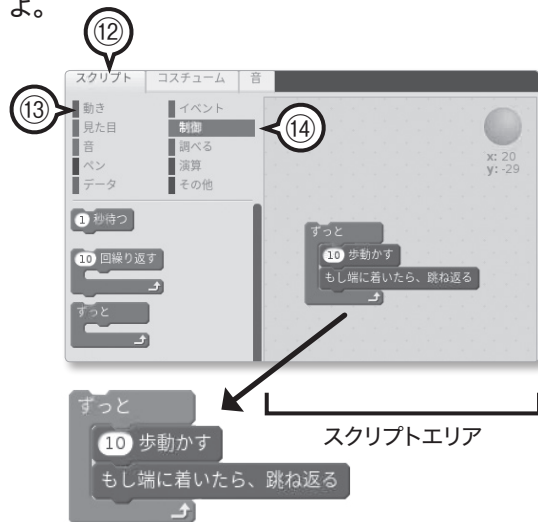 よ。
⑫
スクリプト コスチューム 音
⑬
動き イベント
見た目 制御
⑭
音 調べる
ペン 演算
データ その他
x: 20
y: -29
1 秒待つ
10 回繰り返す
ずっと
ずっと
10 歩動かす
もし端に着いたら、跳ね返る
ずっと
10 歩動かす
もし端に着いたら、跳ね返る
スクリプトエリア